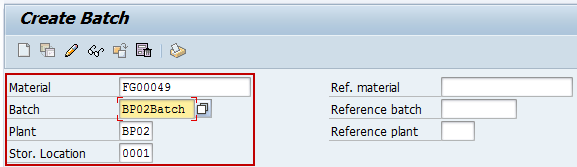 Create Batch
Material FG00049 Ref. material
Batch BP02Batch Reference batch
Plant BP02 Reference plant
Stor. Location 0001